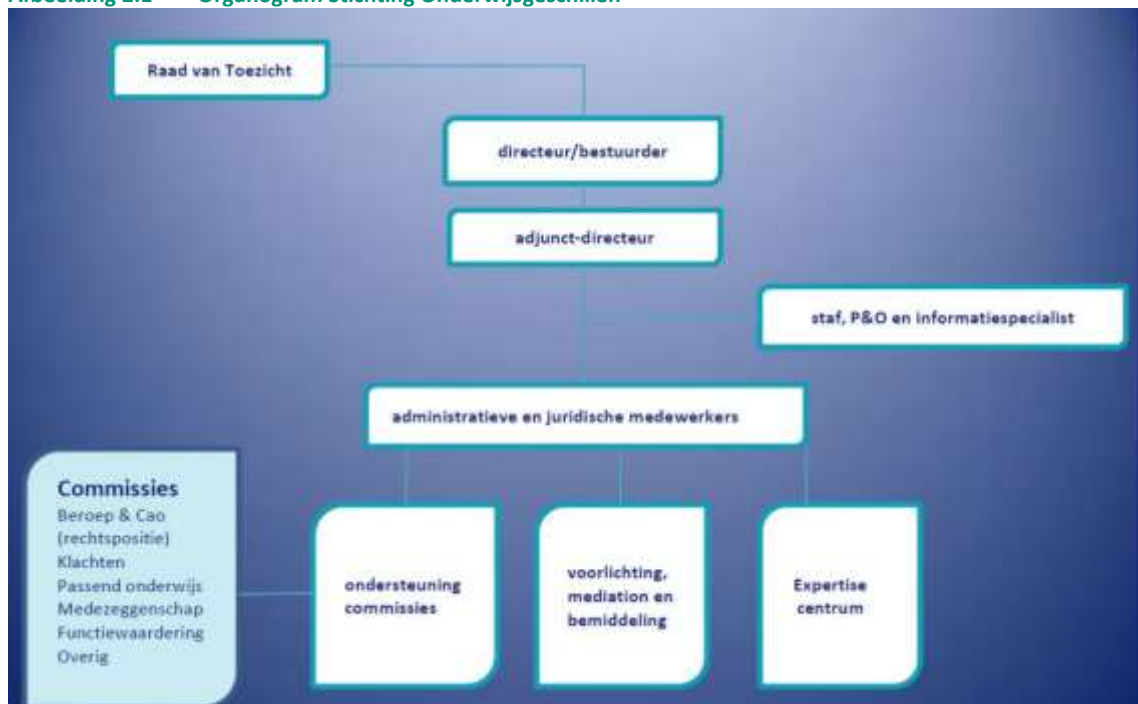 Raad van Toezicht
directeur/bestuurder
adjunct-directeur
staf, P&O en informatiespecialist
administratieve en juridische medewerkers
Commissies
Beroep & Cao
(rechtspositie)
Klachten
Passend onderwijs
Medezeggenschap
Functiewaardering
Overig
ondersteuning
commissies
voorlichting,
mediation en
bemiddeling
Expertise
centrum